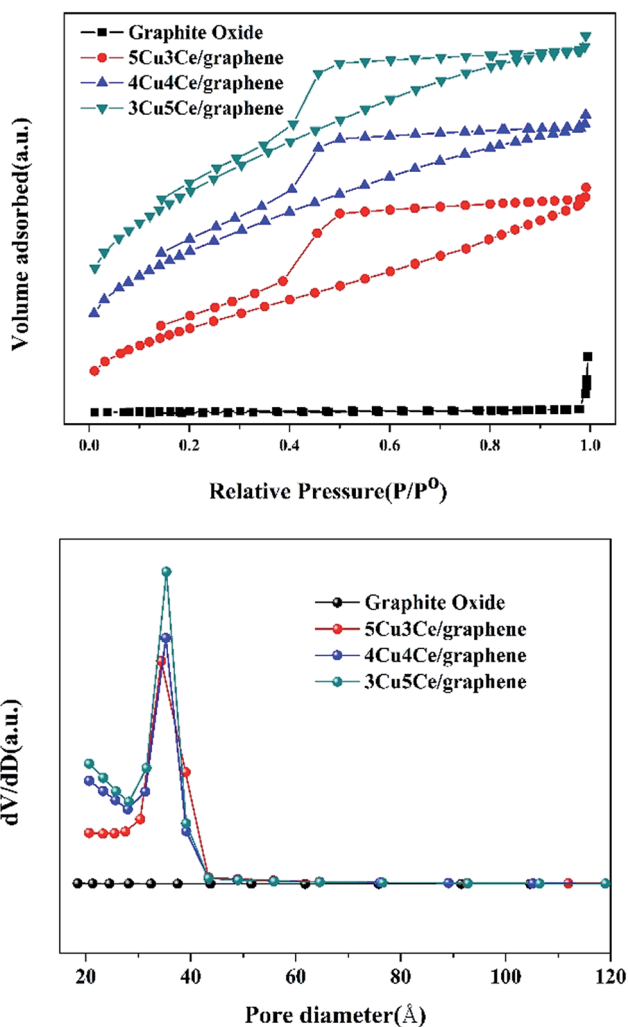 Graphite Oxide
5Cu3Ce/graphene
4Cu4Ce/graphene
3Cu5Ce/graphene
Volume adsorbed(a.u.)
0.0 0.2 0.4 0.6 0.8 1.0
Relative Pressure(P/P⁰)
Graphite Oxide
5Cu3Ce/graphene
4Cu4Ce/graphene
3Cu5Ce/graphene
dV/dD(a.u.)
20 40 60 80 100 120
Pore diameter(Å)